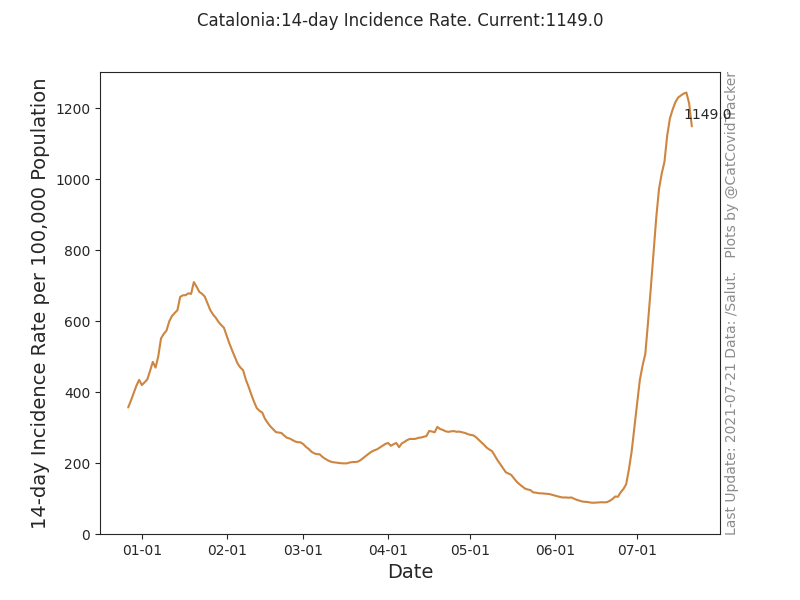 Catalonia:14-day Incidence Rate. Current:1149.0
14-day Incidence Rate per 100,000 Population
1200
1000
800
600
400
200
0
1149.0
01-01 02-01 03-01 04-01 05-01 06-01 07-01
Date
Last Update: 2021-07-21 Data: /Salut. Plots by @CatCovidTracker